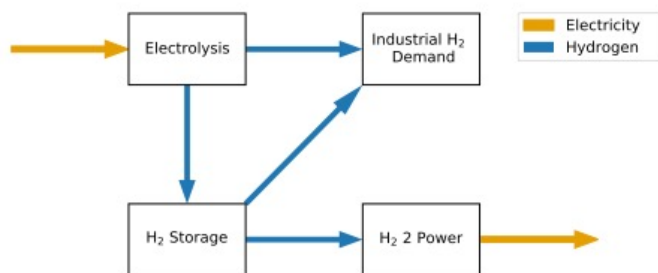 Electrolysis
Industrial H₂
Demand
Electricity
Hydrogen
H₂ Storage
H₂ 2 Power